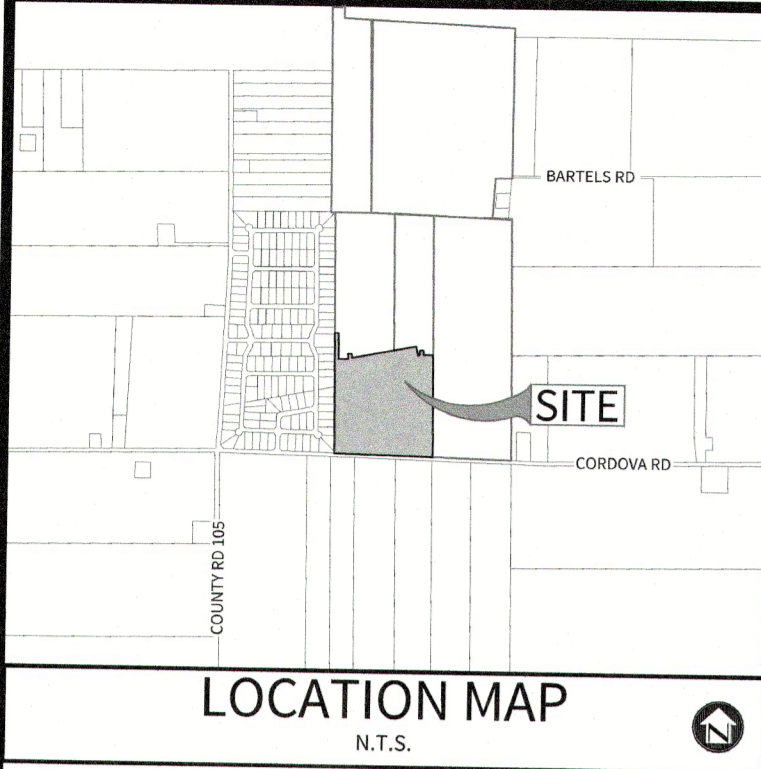 BARTELS RD
SITE
CORDOVA RD
COUNTY RD 105
LOCATION MAP
N.T.S.
N